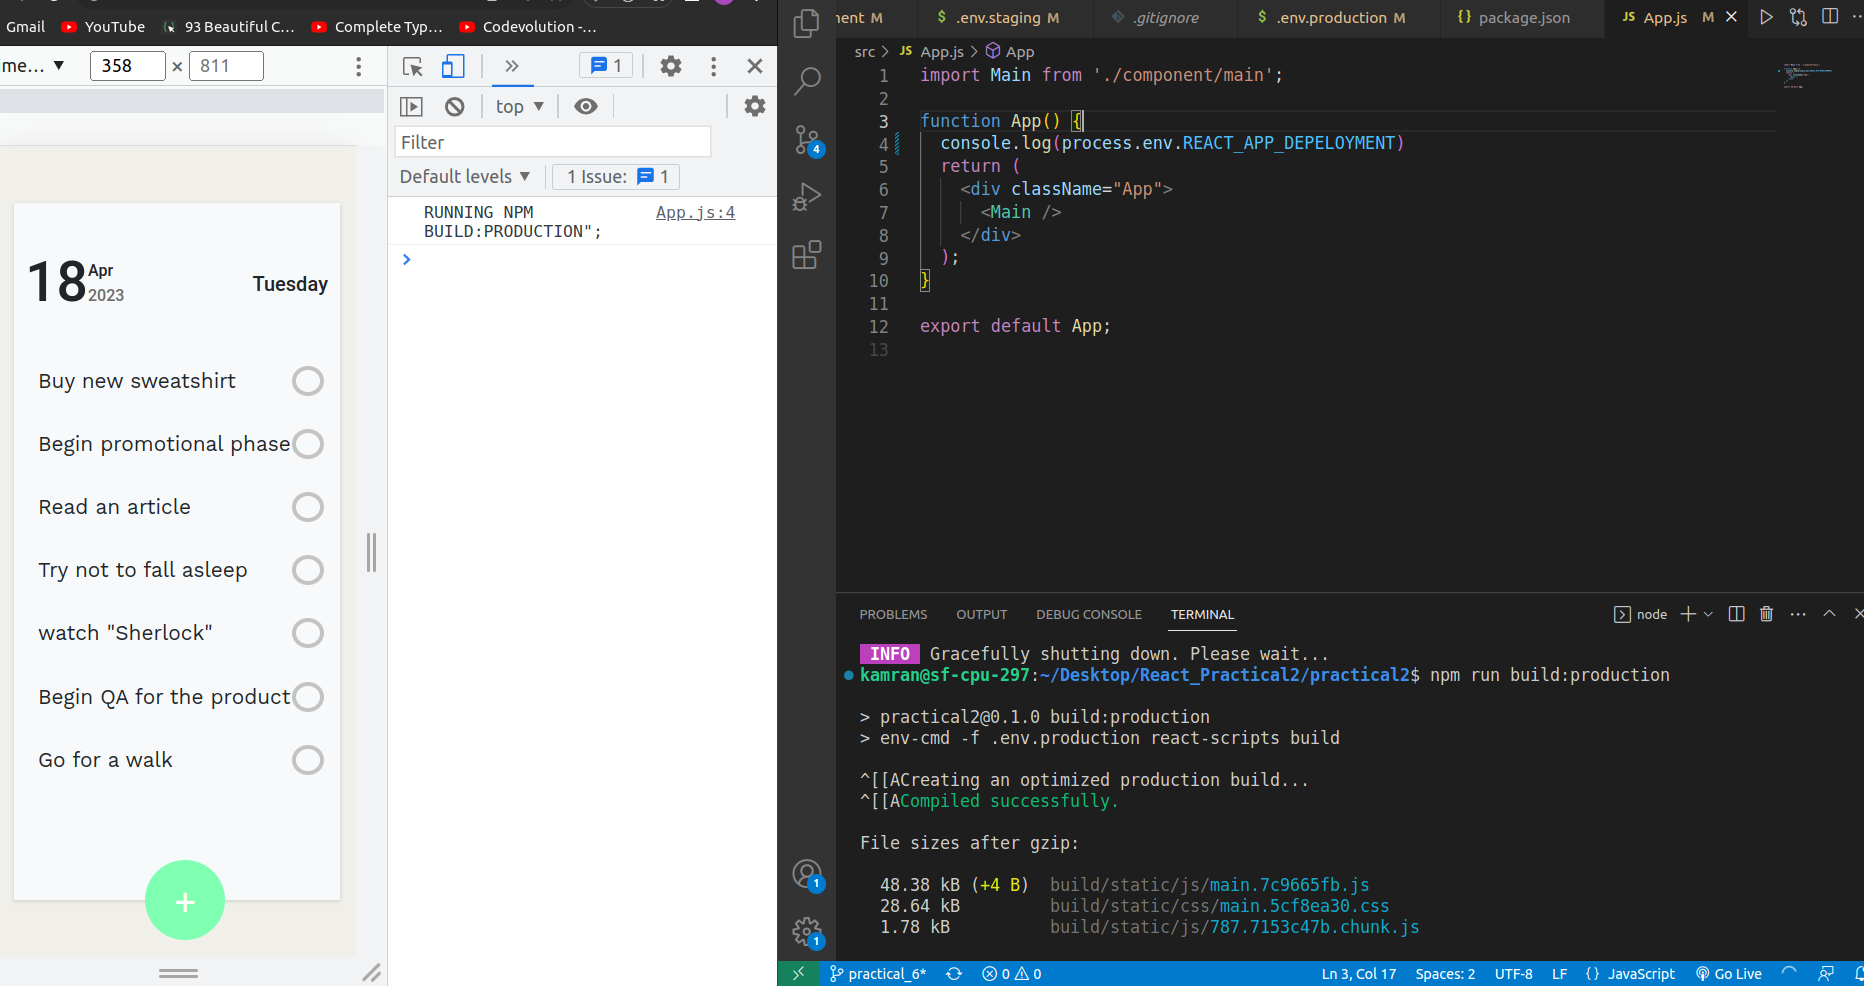 Gmail YouTube 93 Beautiful C... Complete Typ... Codevolution -...
me... 358 × 811
1
top
Filter
Default levels 1 Issue: 1
RUNNING NPM App.js:4
BUILD:PRODUCTION";
18 Apr
2023
Tuesday
Buy new sweatshirt
Begin promotional phase
Read an article
Try not to fall asleep
watch "Sherlock"
Begin QA for the product
Go for a walk
+
nent M $ .env.staging M .gitignore $ .env.production M {} package.json JS App.js M
src > JS App.js > App
1 import Main from './component/main';
2
3 function App() {
4 console.log(process.env.REACT_APP_DEPELOYMENT)
5 return (
6 <div className="App">
7 <Main />
8 </div>
9 );
10 }
11
12 export default App;
13
4
PROBLEMS OUTPUT DEBUG CONSOLE TERMINAL node
INFO Gracefully shutting down. Please wait...
kamran@sf-cpu-297:~/Desktop/React_Practical2/practical2$ npm run build:production
> practical2@0.1.0 build:production
> env-cmd -f .env.production react-scripts build
^[[ACreating an optimized production build...
^[[ACompiled successfully.
File sizes after gzip:
48.38 kB (+4 B) build/static/js/main.7c9665fb.js
28.64 kB build/static/css/main.5cf8ea30.css
1.78 kB build/static/js/787.7153c47b.chunk.js
1
1
practical_6* 0 0 Ln 3, Col 17 Spaces: 2 UTF-8 LF {} JavaScript Go Live